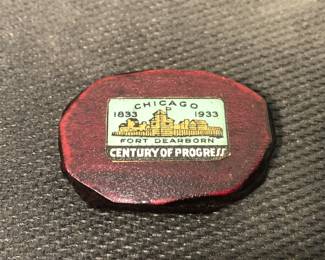 CHICAGO
1833 1933
FORT DEARBORN
CENTURY OF PROGRESS